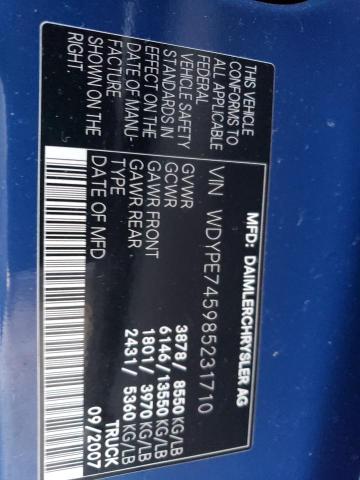 MFD: DAIMLERCHRYSLER AG
VIN WDYPE745985231710
GVWR 3878// 8550 KG/LB
GCWR 6146//13550 KG/LB
GAWR FRONT 1801// 3970 KG/LB
GAWR REAR 2431// 5360 KG/LB
TYPE TRUCK
DATE OF MFD 09/2007
THIS VEHICLE
CONFORMS TO
ALL APPLICABLE
FEDERAL
VEHICLE SAFETY
STANDARDS IN
EFFECT ON THE
DATE OF MANU-
FACTURE
SHOWN ON THE
RIGHT